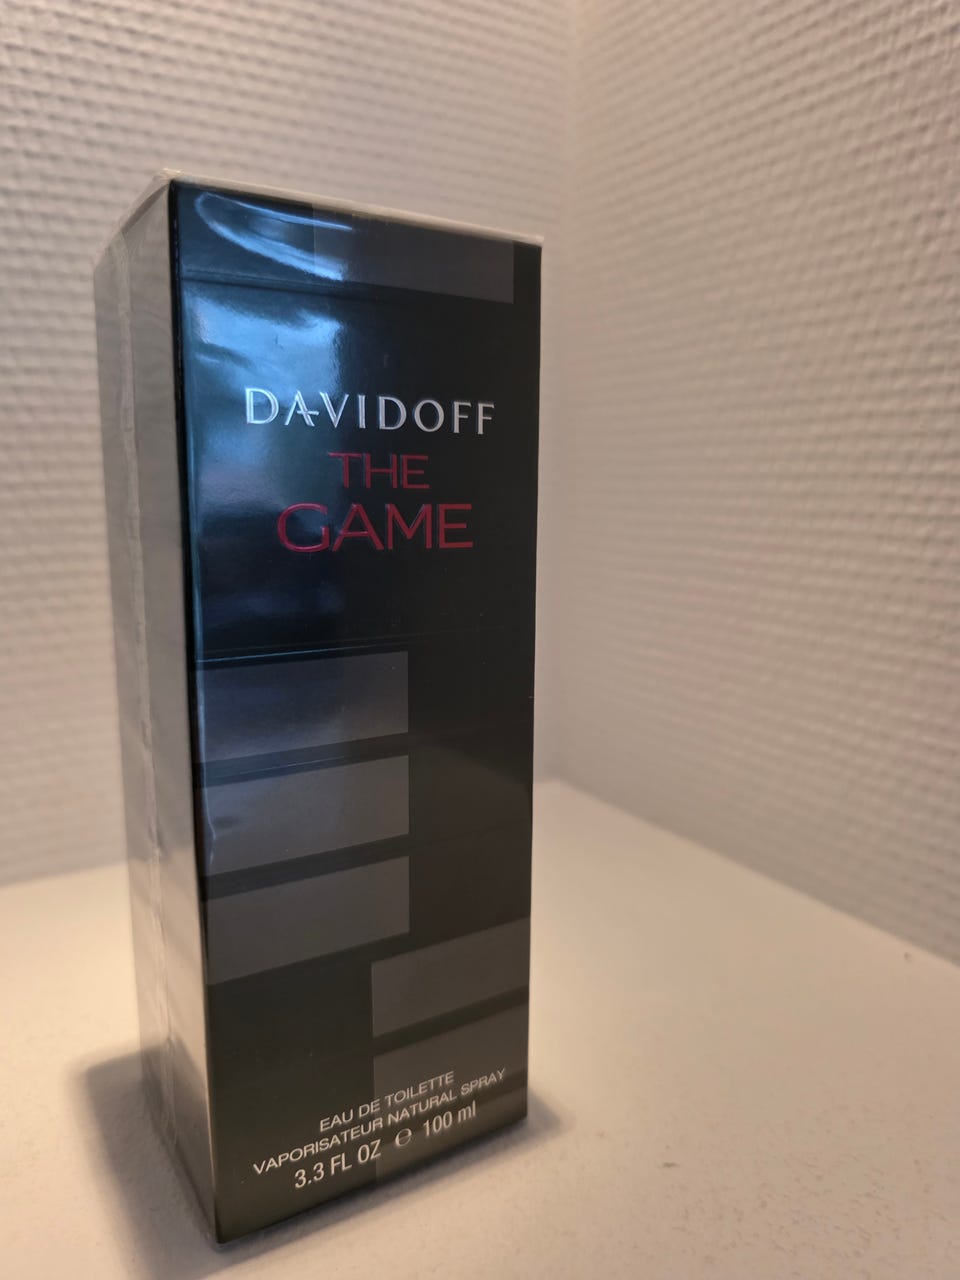 DAVIDOFF
THE
GAME
EAU DE TOILETTE
VAPORISATEUR NATURAL SPRAY
3.3 FL OZ ℮ 100 ml